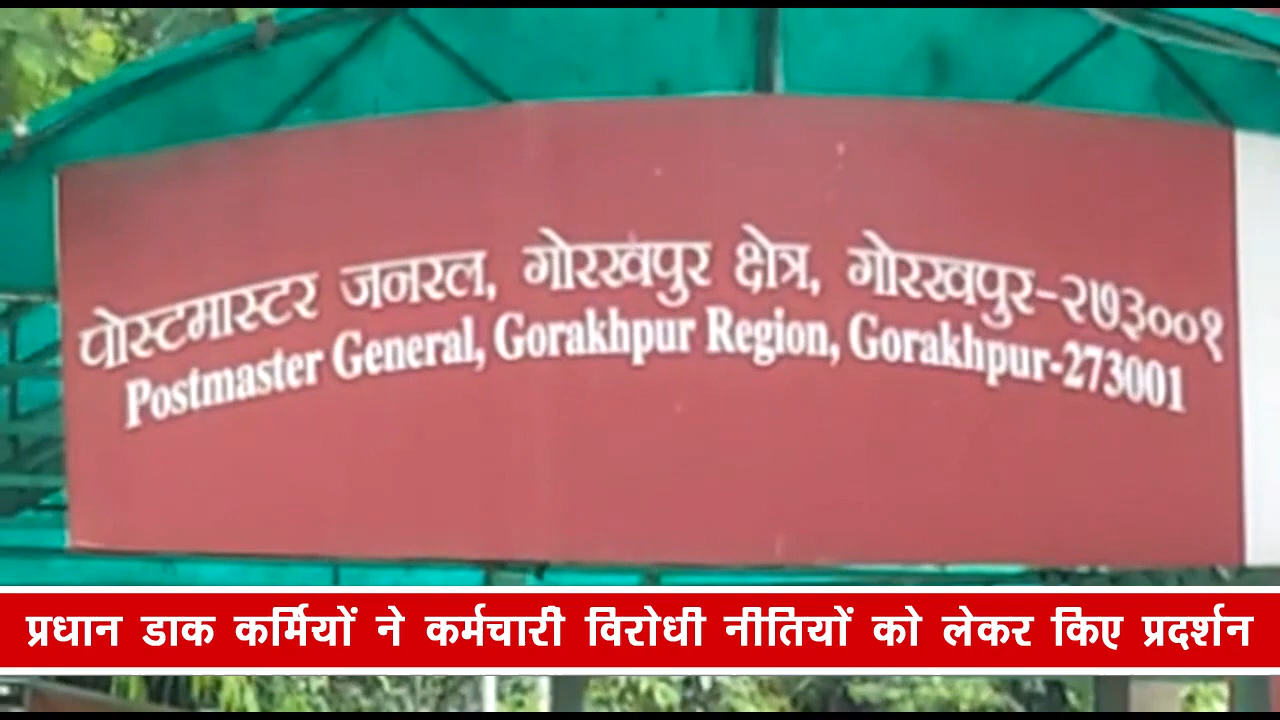 पोस्टमास्टर जनरल, गोरखपुर क्षेत्र, गोरखपुर-२७३००१
Postmaster General, Gorakhpur Region, Gorakhpur-273001
प्रधान डाक कर्मियों ने कर्मचारी विरोधी नीतियों को लेकर किए प्रदर्शन